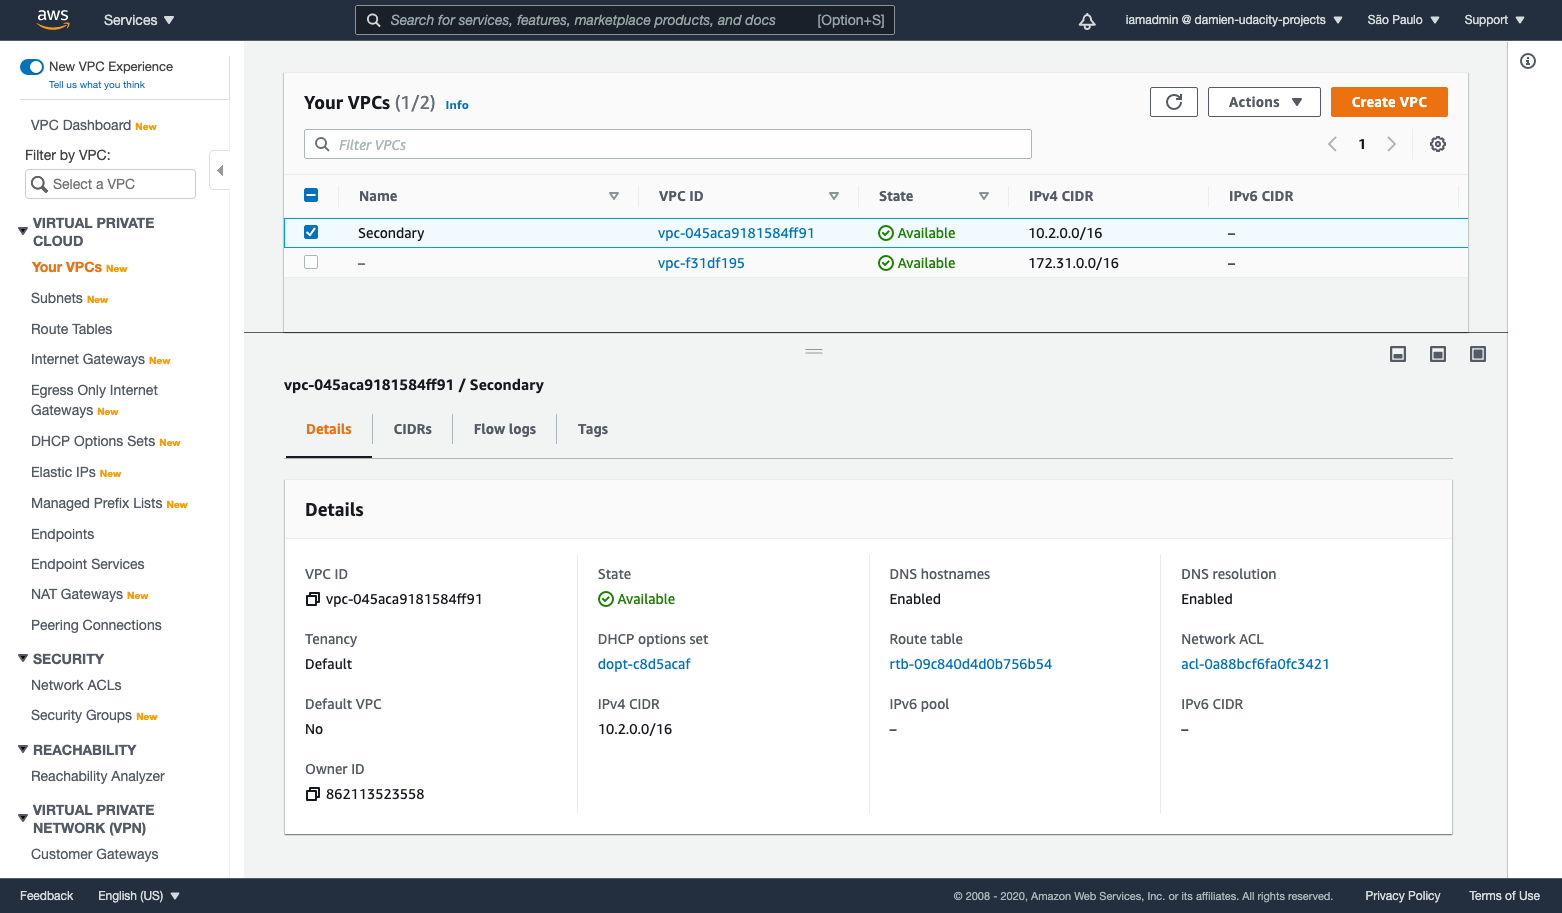 aws
Services
Search for services, features, marketplace products, and docs
[Option+S]
iamadmin @ damien-udacity-projects
São Paulo
Support
New VPC Experience
Tell us what you think
VPC Dashboard New
Filter by VPC:
Select a VPC
VIRTUAL PRIVATE
CLOUD
Your VPCs New
Subnets New
Route Tables
Internet Gateways New
Egress Only Internet
Gateways New
DHCP Options Sets New
Elastic IPs New
Managed Prefix Lists New
Endpoints
Endpoint Services
NAT Gateways New
Peering Connections
SECURITY
Network ACLs
Security Groups New
REACHABILITY
Reachability Analyzer
VIRTUAL PRIVATE
NETWORK (VPN)
Customer Gateways
Your VPCs (1/2) Info
Actions
Create VPC
Filter VPCs
1
Name VPC ID State IPv4 CIDR IPv6 CIDR
Secondary vpc-045aca9181584ff91 Available 10.2.0.0/16 –
– vpc-f31df195 Available 172.31.0.0/16 –
vpc-045aca9181584ff91 / Secondary
Details CIDRs Flow logs Tags
Details
VPC ID
vpc-045aca9181584ff91
State
Available
DNS hostnames
Enabled
DNS resolution
Enabled
Tenancy
Default
DHCP options set
dopt-c8d5acaf
Route table
rtb-09c840d4d0b756b54
Network ACL
acl-0a88bcf6fa0fc3421
Default VPC
No
IPv4 CIDR
10.2.0.0/16
IPv6 pool
–
IPv6 CIDR
–
Owner ID
862113523558
Feedback
English (US)
© 2008 - 2020, Amazon Web Services, Inc. or its affiliates. All rights reserved.
Privacy Policy
Terms of Use